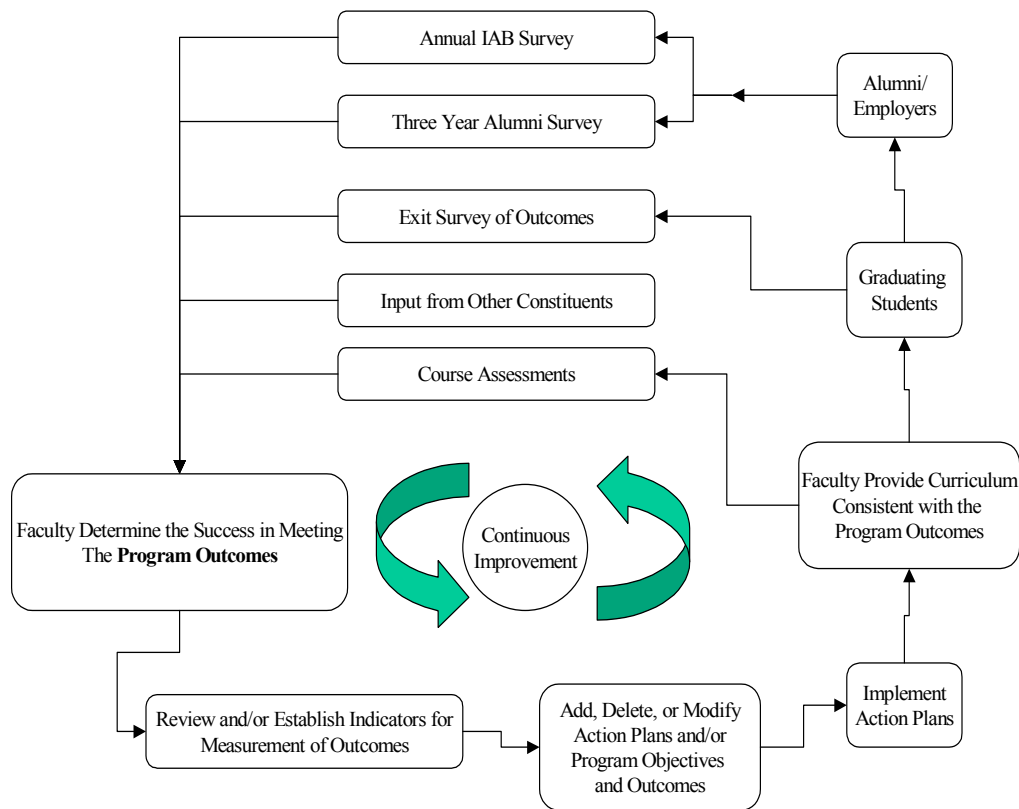 Annual IAB Survey
Alumni/
Employers
Three Year Alumni Survey
Exit Survey of Outcomes
Graduating
Students
Input from Other Constituents
Course Assessments
Faculty Provide Curriculum
Consistent with the
Program Outcomes
Faculty Determine the Success in Meeting
The Program Outcomes
Continuous
Improvement
Review and/or Establish Indicators for
Measurement of Outcomes
Add, Delete, or Modify
Action Plans and/or
Program Objectives
and Outcomes
Implement
Action Plans